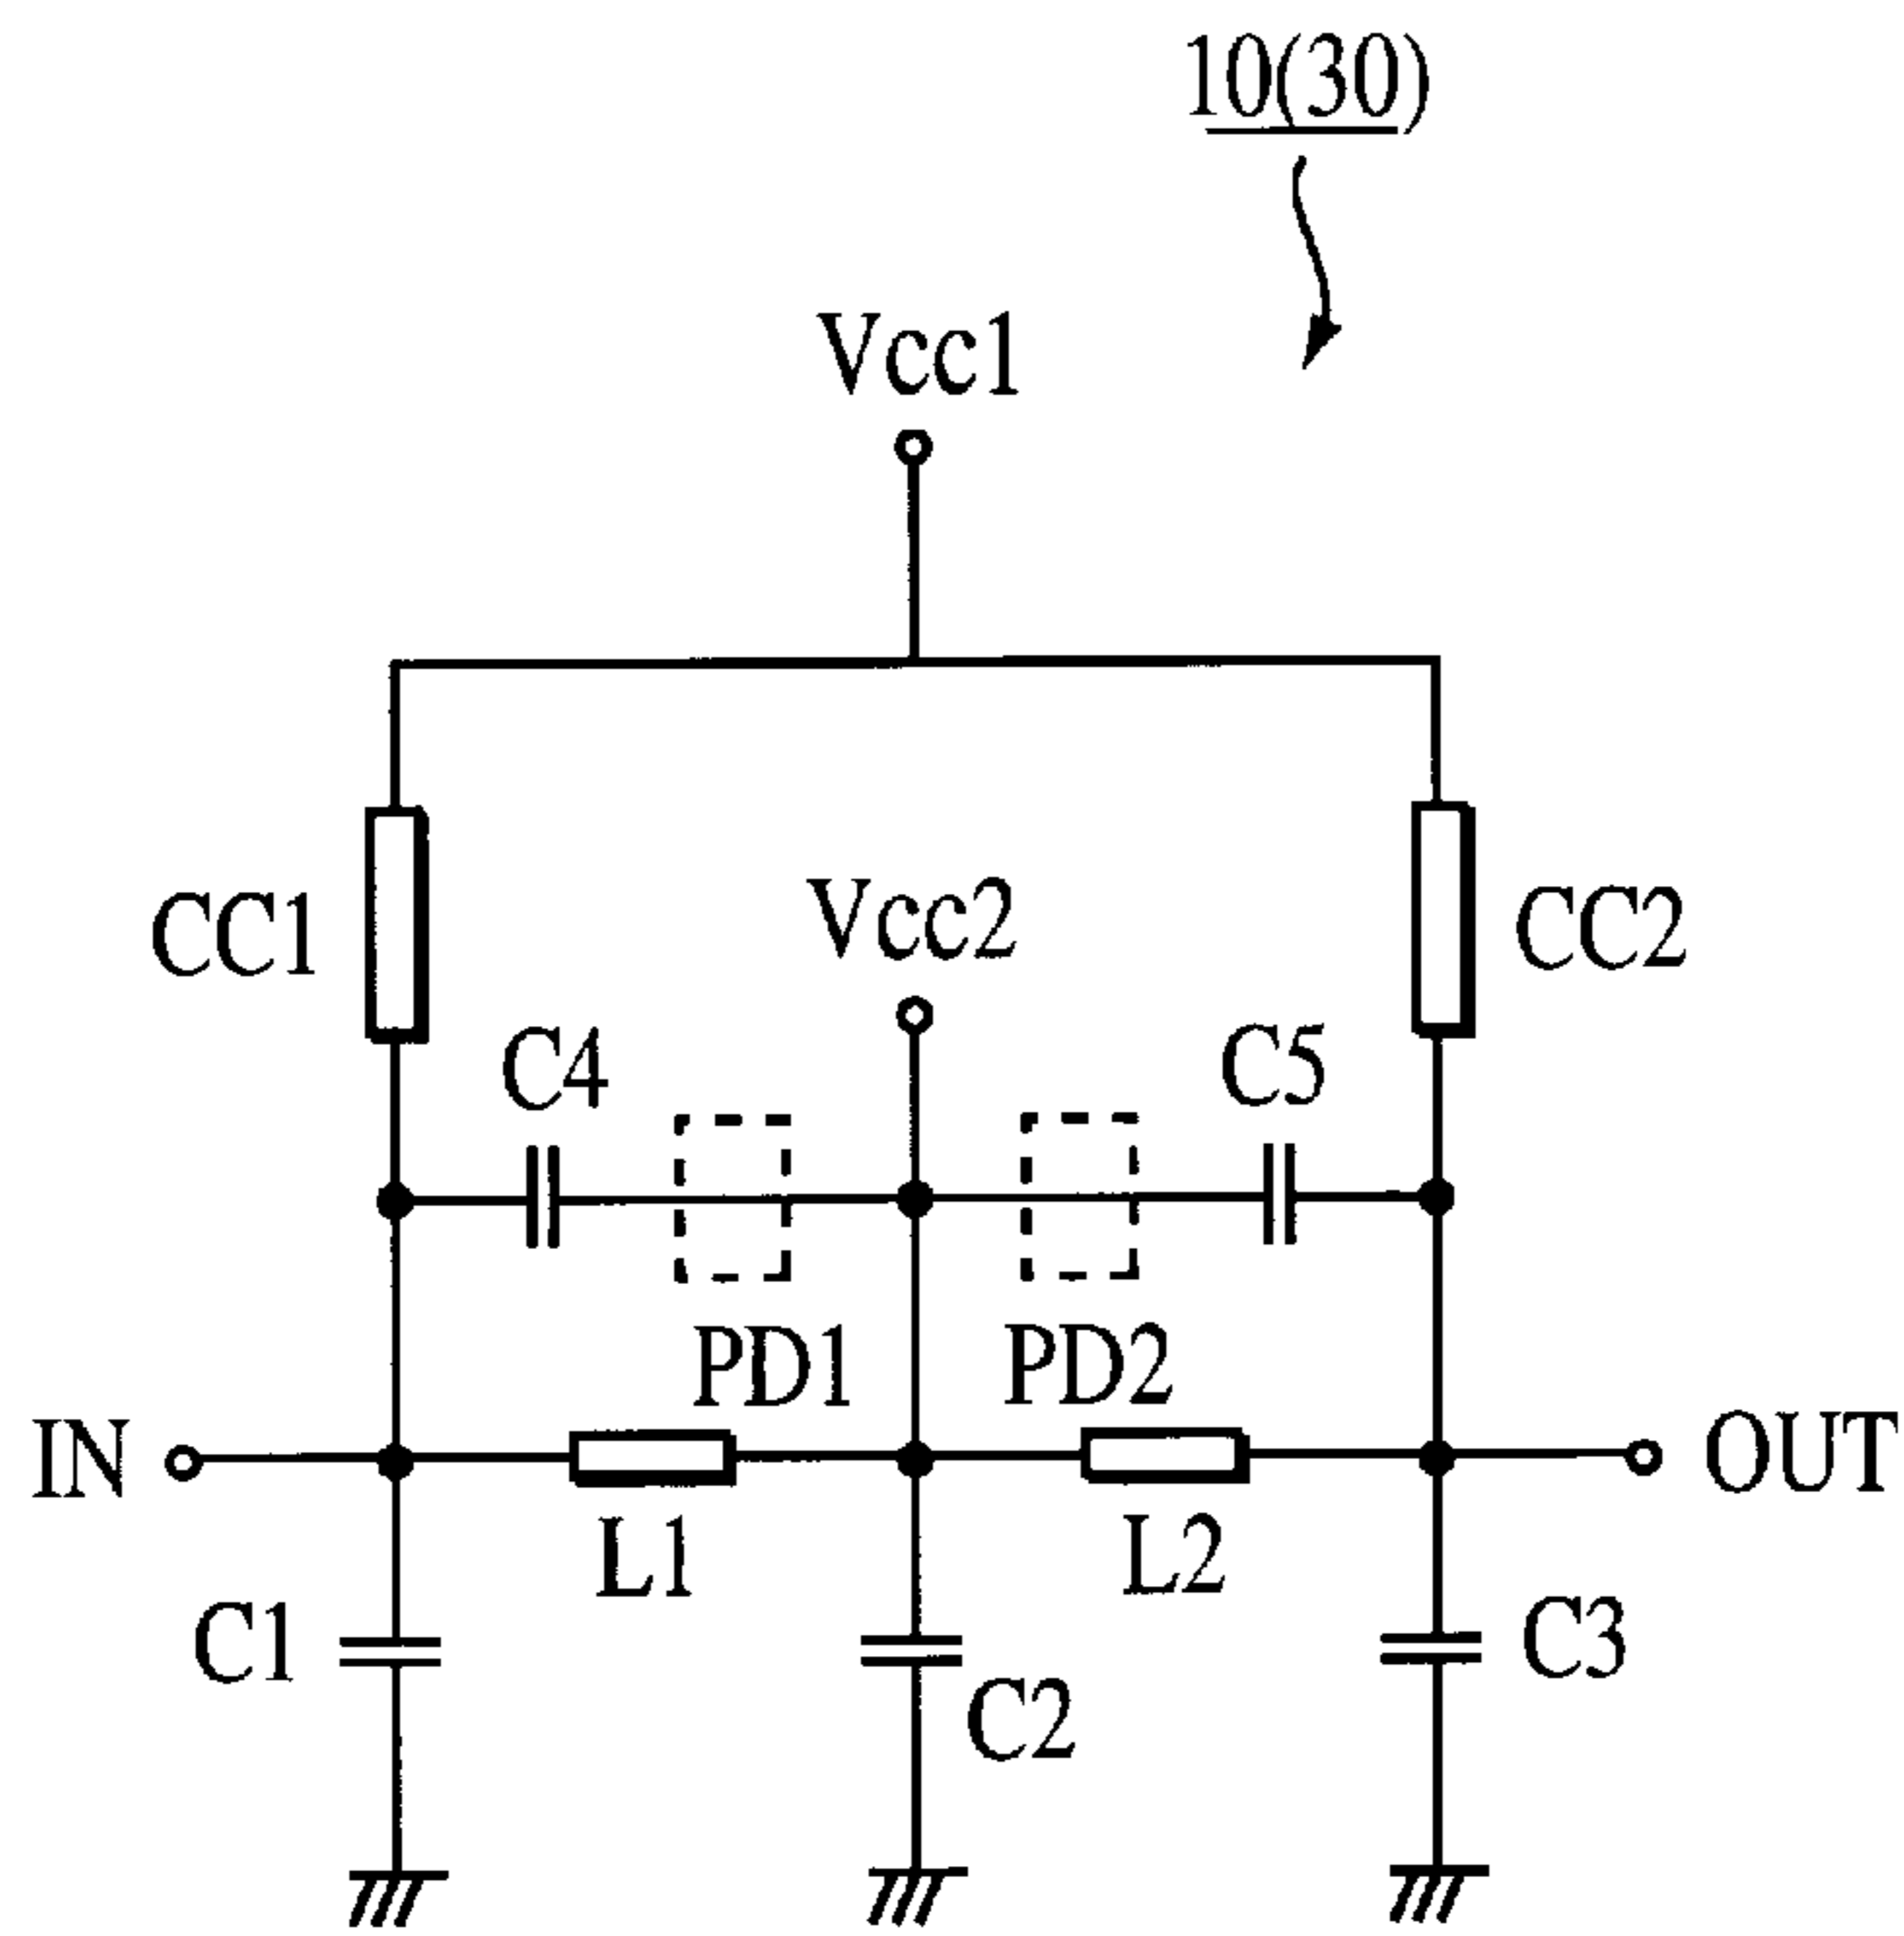 10(30)
Vcc1
CC1
Vcc2
CC2
C4
C5
PD1
PD2
IN
OUT
L1
L2
C1
C2
C3